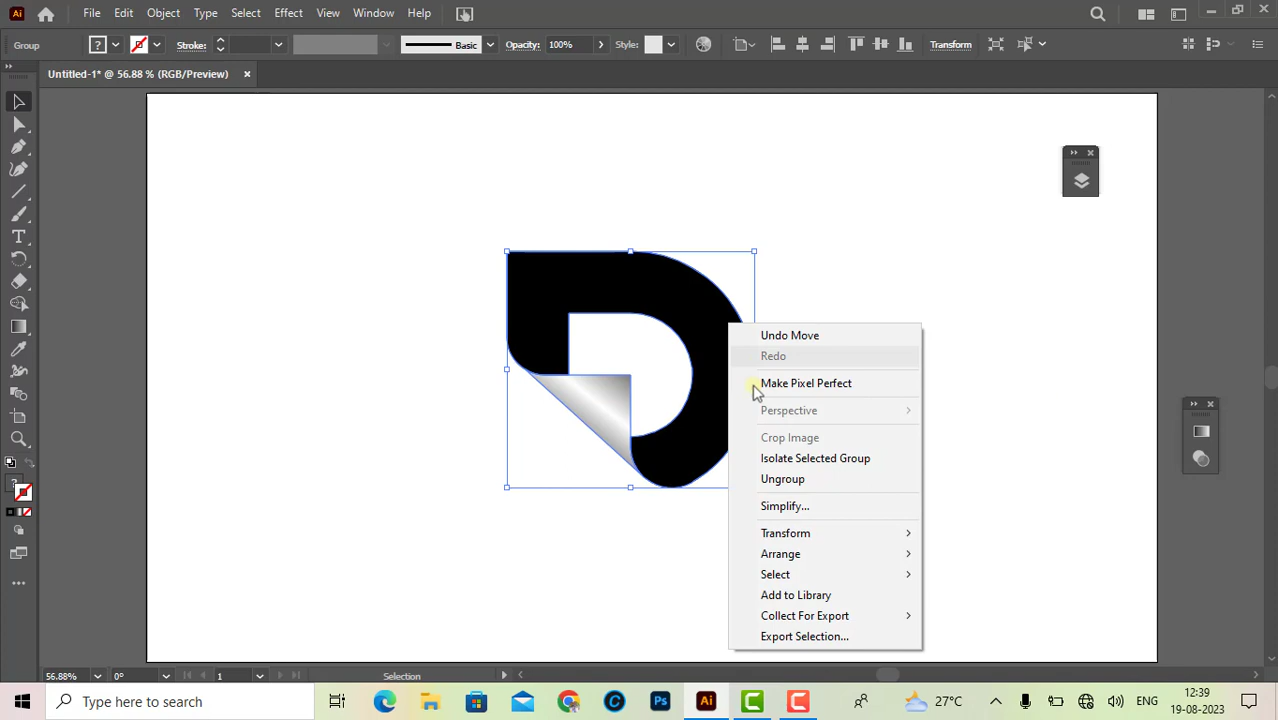 Ai File Edit Object Type Select Effect View Window Help
Group ? Stroke: Basic Opacity: 100% Style: Transform
Untitled-1* @ 56.88 % (RGB/Preview)
Undo Move
Redo
Make Pixel Perfect
Perspective
Crop Image
Isolate Selected Group
Ungroup
Simplify...
Transform
Arrange
Select
Add to Library
Collect For Export
Export Selection...
56.88% 0° 1 Selection
Type here to search Ps Ai 27°C ENG 12:39
19-08-2023